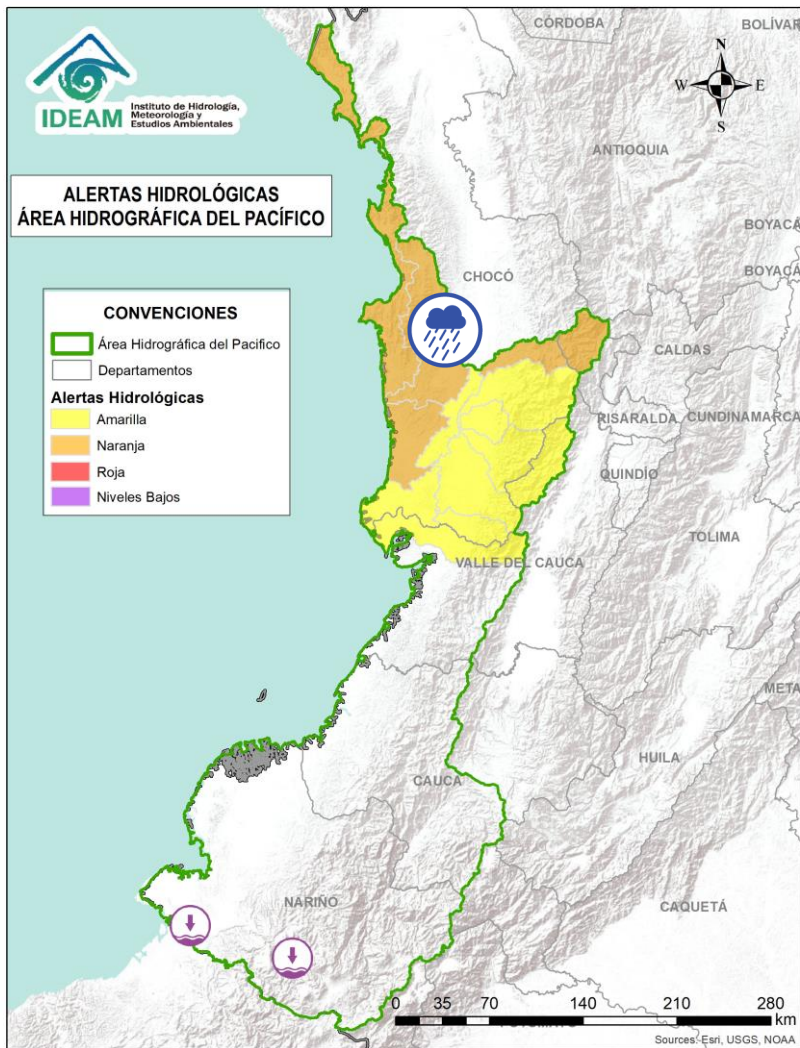 CÓRDOBA
BOLÍVAR
IDEAM
Instituto de Hidrología,
Meteorología y
Estudios Ambientales
N
W
E
S
ANTIOQUIA
ALERTAS HIDROLÓGICAS
ÁREA HIDROGRÁFICA DEL PACÍFICO
BOYACÁ
BOYACÁ
CHOCÓ
CONVENCIONES
Área Hidrográfica del Pacifico
Departamentos
Alertas Hidrológicas
Amarilla
Naranja
Roja
Niveles Bajos
CALDAS
RISARALDA
CUNDINAMARCA
QUINDÍO
TOLIMA
VALLE DEL CAUCA
META
HUILA
CAUCA
NARIÑO
CAQUETÁ
0 35 70 140 210 280
km
Sources: Esri, USGS, NOAA